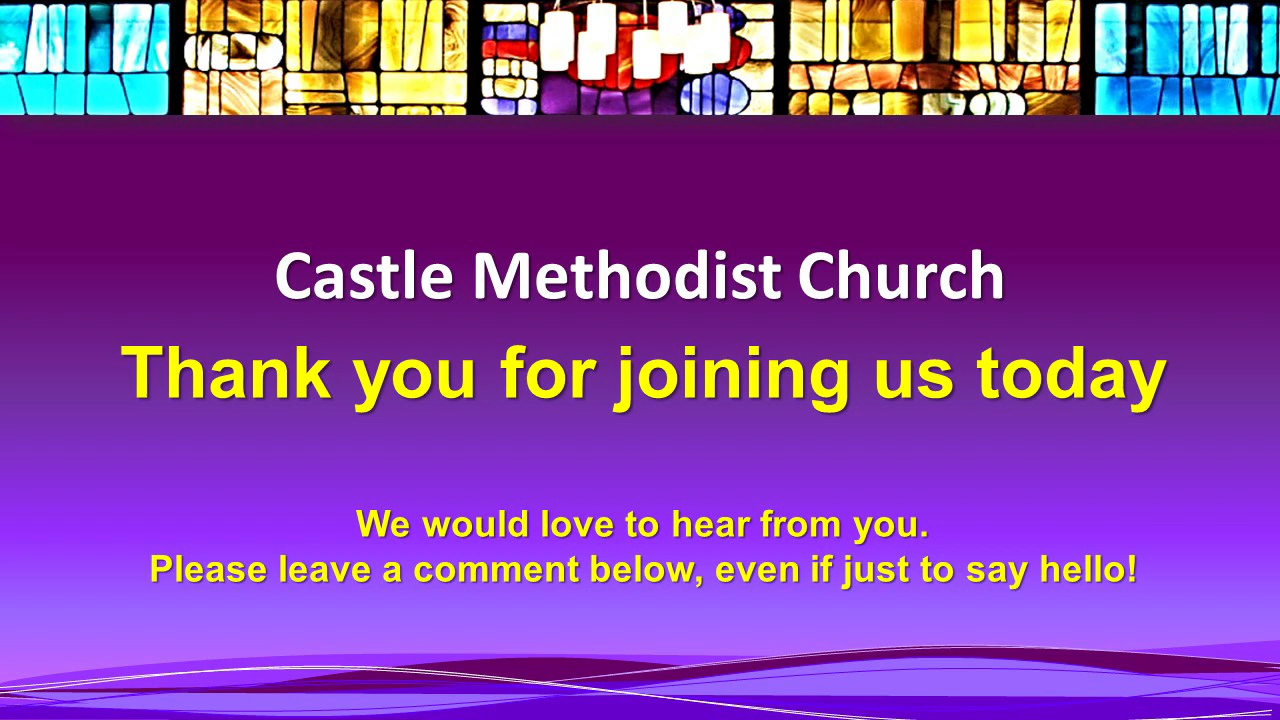 Castle Methodist Church
Thank you for joining us today
We would love to hear from you.
Please leave a comment below, even if just to say hello!